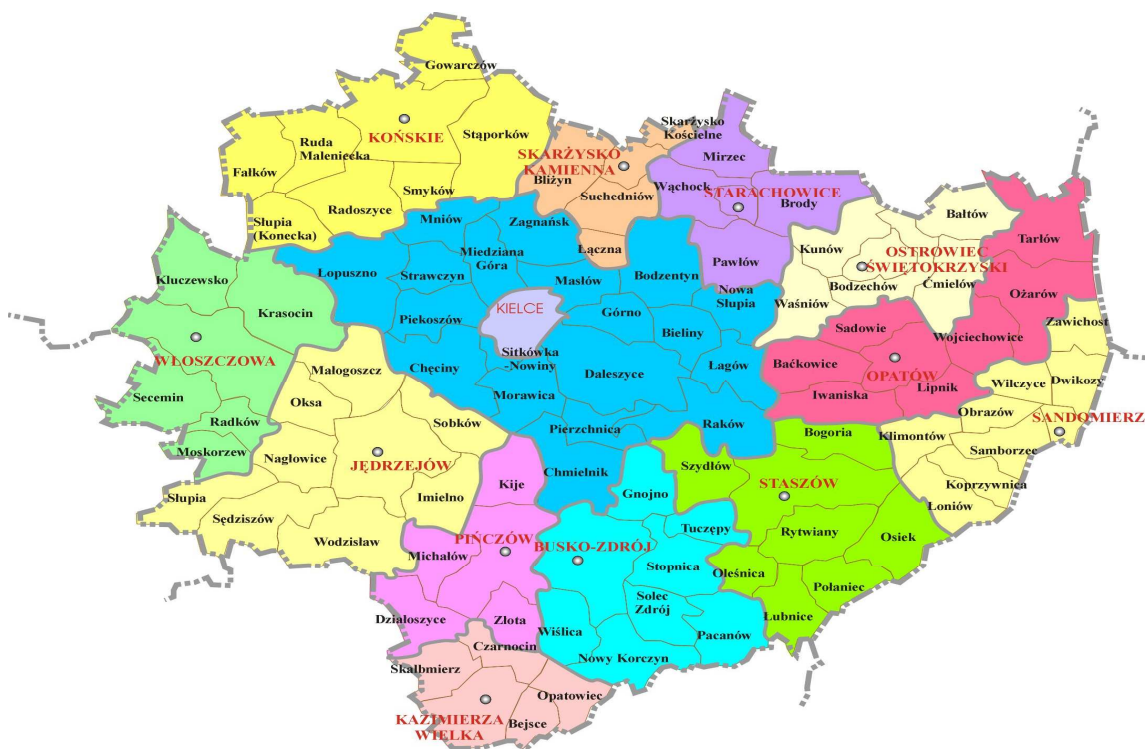 Gowarczów
KOŃSKIE
Stąporków
Ruda
Maleniecka
Fałków
Smyków
Radoszyce
Słupia
(Konecka)
Skarżysko
Kościelne
SKARŻYSKO
KAMIENNA
Bliżyn
Suchedniów
Łączna
Mirzec
Wąchock
STARACHOWICE
Brody
Pawłów
Bałtów
Kunów
OSTROWIEC
ŚWIĘTOKRZYSKI
Bodzechów
Ćmielów
Waśniów
Tarłów
Ożarów
Sadowie
Wojciechowice
Baćkowice
OPATÓW
Iwaniska
Lipnik
Zawichost
Wilczyce
Dwikozy
Obrazów
SANDOMIERZ
Klimontów
Samborzec
Koprzywnica
Łoniów
Mniów
Zagnańsk
Miedziana
Góra
Łopuszno
Strawczyn
Masłów
Bodzentyn
Nowa
Słupia
KIELCE
Górno
Piekoszów
Bieliny
Sitkówka
-Nowiny
Chęciny
Daleszyce
Łagów
Morawica
Pierzchnica
Raków
Chmielnik
Kluczewsko
Krasocin
WŁOSZCZOWA
Secemin
Radków
Moskorzew
Małogoszcz
Oksa
Sobków
Nagłowice
JĘDRZEJÓW
Imielno
Słupia
Sędziszów
Wodzisław
Kije
PIŃCZÓW
Michałów
Działoszyce
Złota
Gnojno
Tuczępy
BUSKO-ZDRÓJ
Stopnica
Solec
Zdrój
Wiślica
Pacanów
Nowy Korczyn
Bogoria
Szydłów
STASZÓW
Rytwiany
Osiek
Oleśnica
Połaniec
Łubnice
Czarnocin
Skalbmierz
Opatowiec
KAZIMIERZA
WIELKA
Bejsce